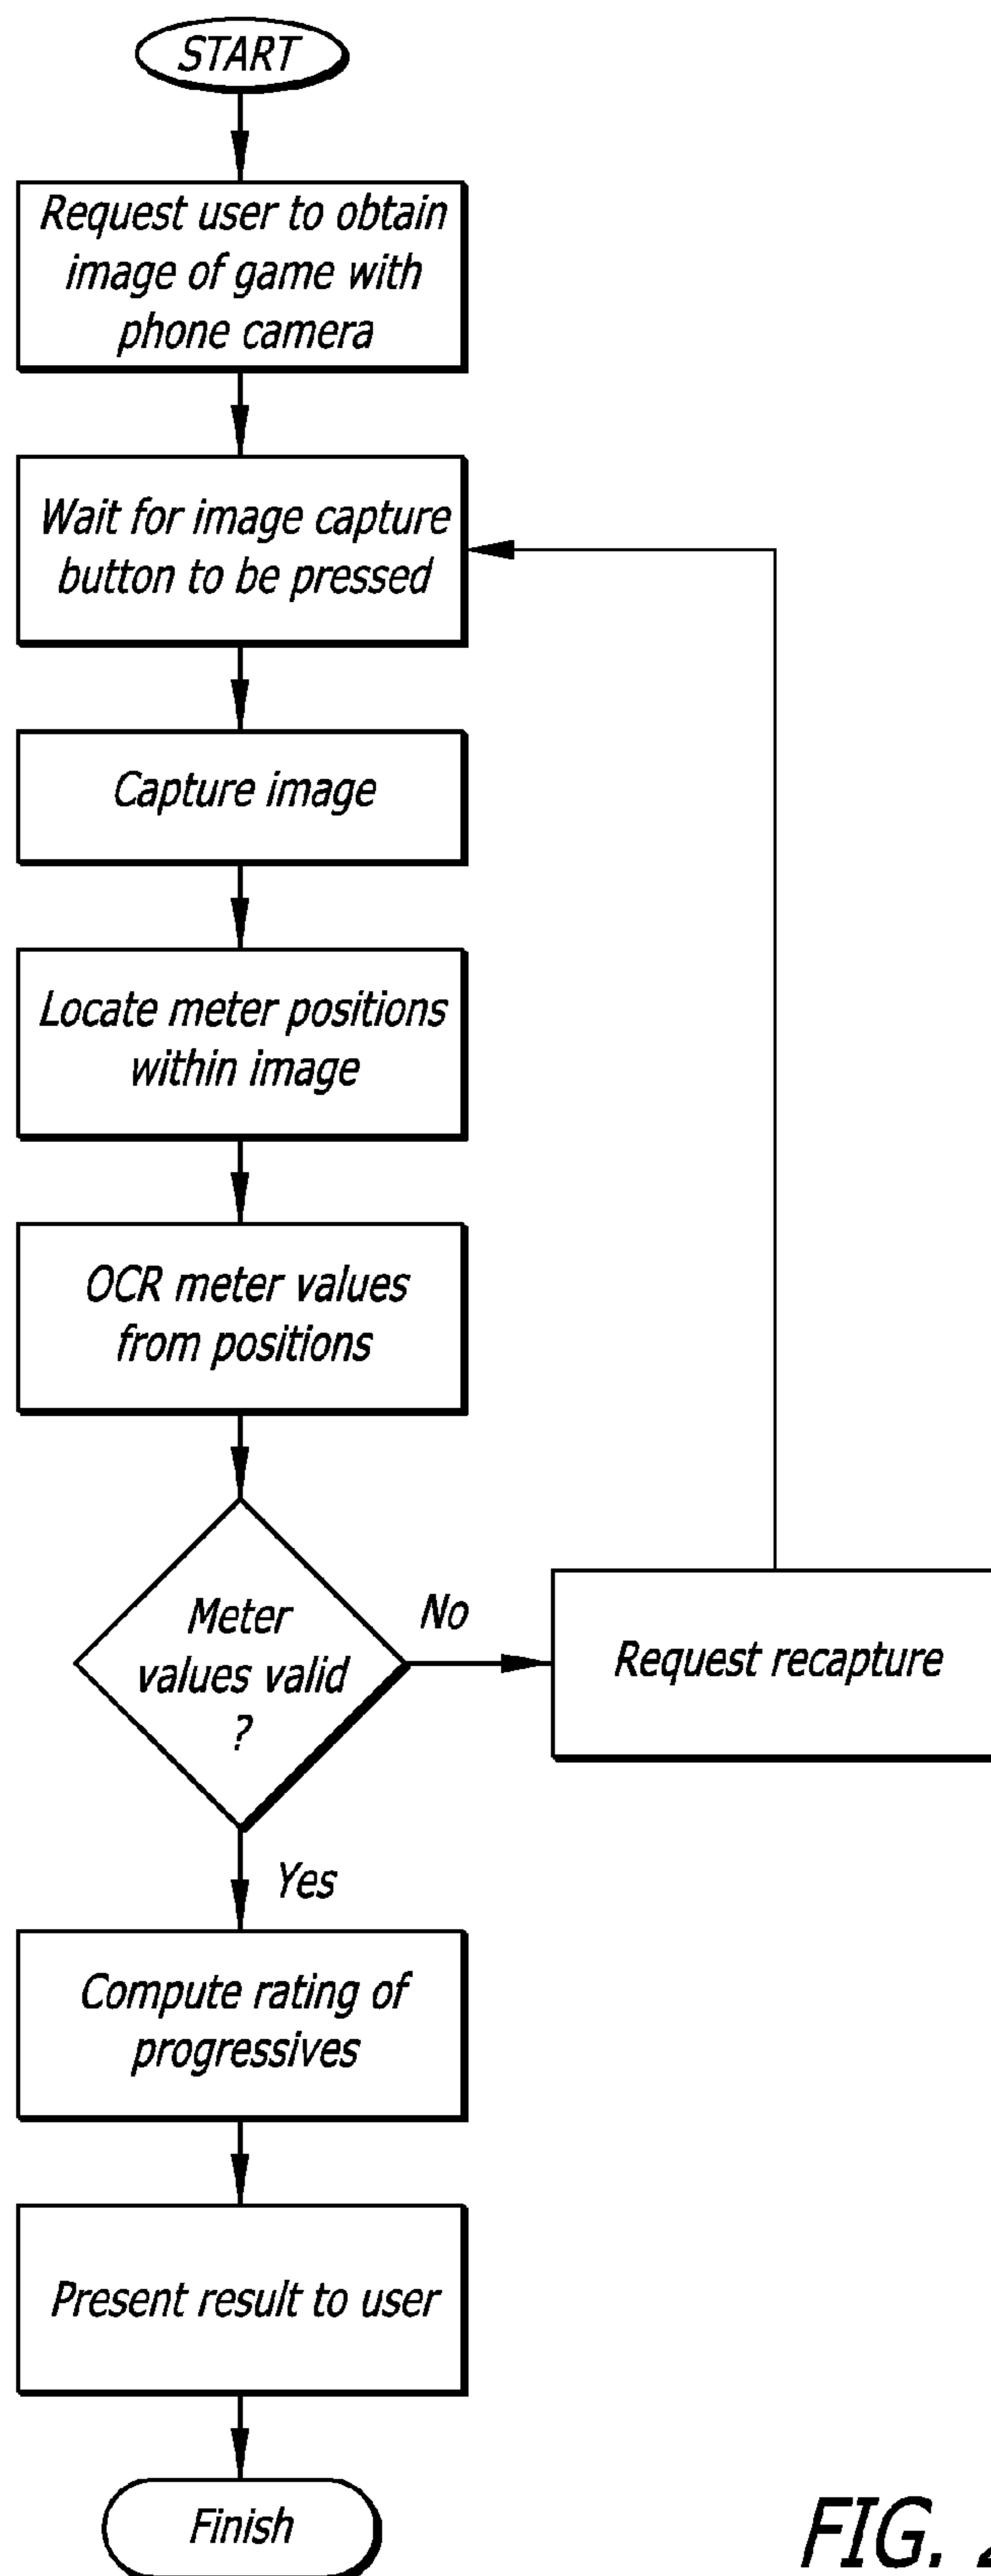 START
Request user to obtain
image of game with
phone camera
Wait for image capture
button to be pressed
Capture image
Locate meter positions
within image
OCR meter values
from positions
Meter
values valid
?
No
Request recapture
Yes
Compute rating of
progressives
Present result to user
Finish
FIG.